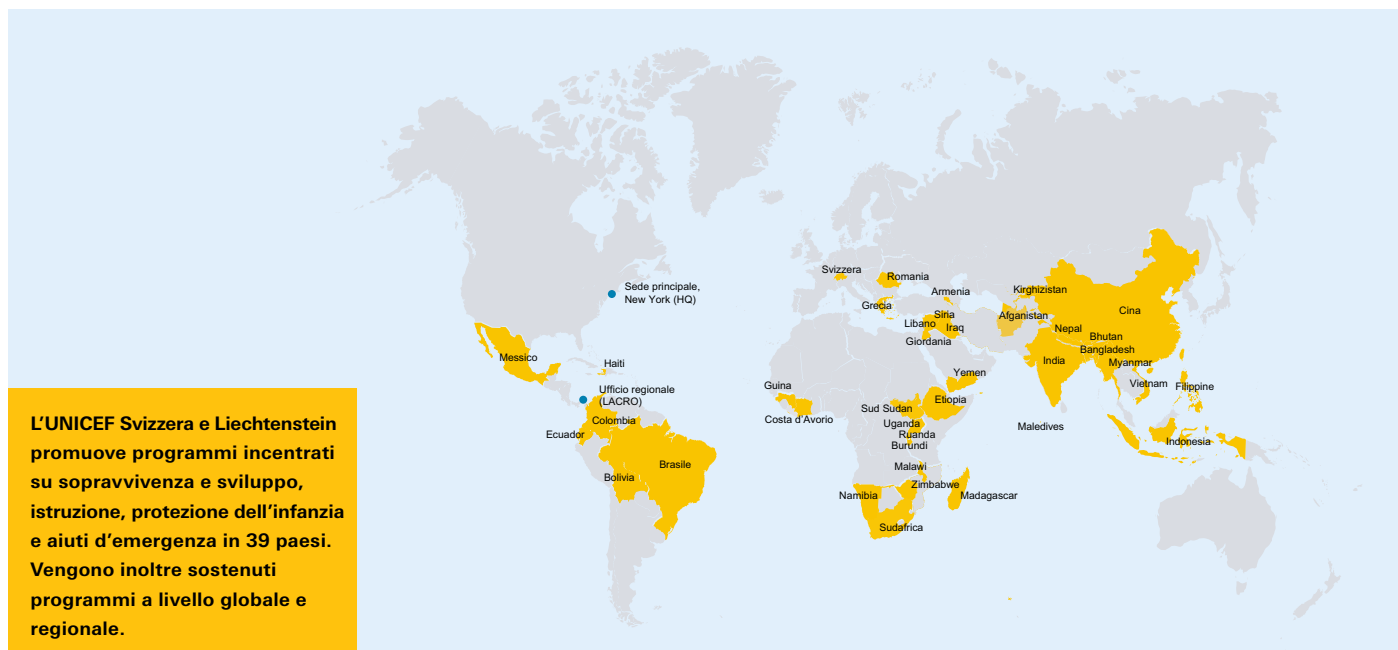 Svizzera
Romania
Grecia
Armenia
Kirghizistan
Sede principale,
New York (HQ)
Siria
Libano
Iraq
Giordania
Afganistan
Cina
Nepal
Bhutan
Bangladesh
Myanmar
India
Messico
Haiti
Yemen
Vietnam
Filippine
Guina
Ufficio regionale
(LACRO)
Etiopia
Sud Sudan
Costa d'Avorio
Colombia
Uganda
Maledives
Ecuador
Ruanda
Burundi
Indonesia
Brasile
Bolivia
Malawi
Zimbabwe
Namibia
Madagascar
Sudafrica
L’UNICEF Svizzera e Liechtenstein
promuove programmi incentrati
su sopravvivenza e sviluppo,
istruzione, protezione dell’infanzia
e aiuti d’emergenza in 39 paesi.
Vengono inoltre sostenuti
programmi a livello globale e
regionale.